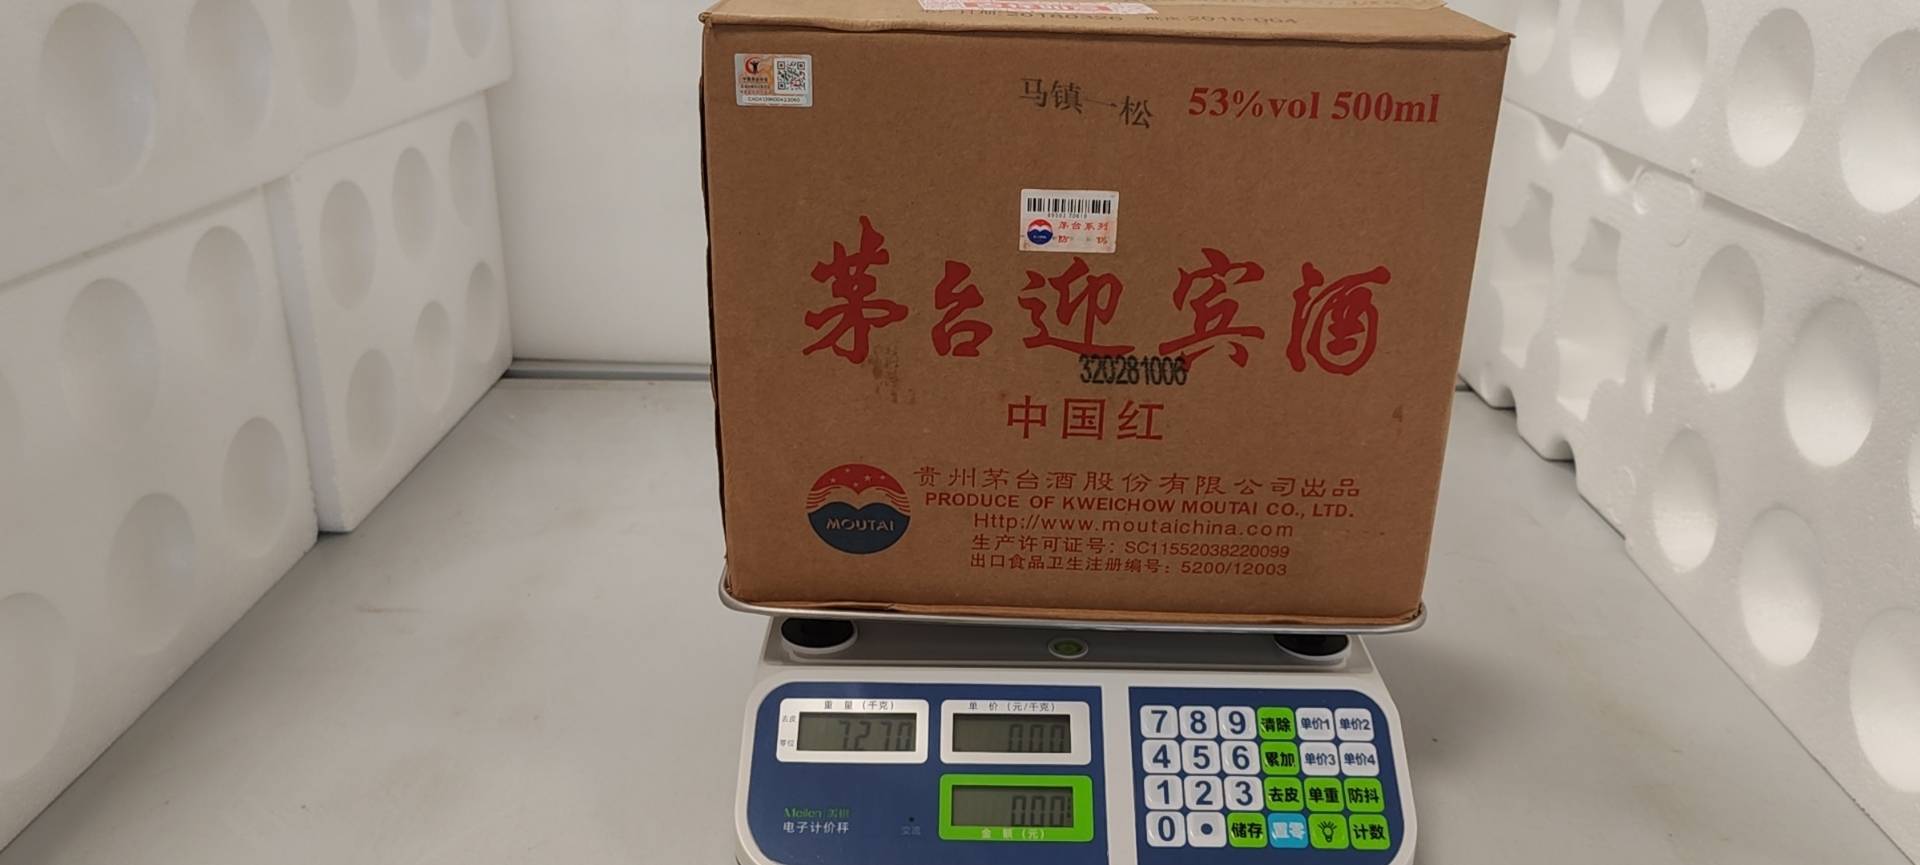 20180326 2018-004
马镇一松
53%vol 500ml
茅台系列
防 伪
茅台迎宾酒
320281006
中国红
MOUTAI
贵州茅台酒股份有限公司出品
PRODUCE OF KWEICHOW MOUTAI CO., LTD.
Http://www.moutaichina.com
生产许可证号: SC11552038220099
出口食品卫生注册编号: 5200/12003
重 量 (千克)
单 价 (元/千克)
去皮
零位
7.270
0.00
0.00
金 额 (元)
Meilen
电子计价秤
交流
7 8 9 清除 单价1 单价2
4 5 6 累加 单价3 单价4
1 2 3 去皮 单重 防抖
0 • 储存 置零 计数